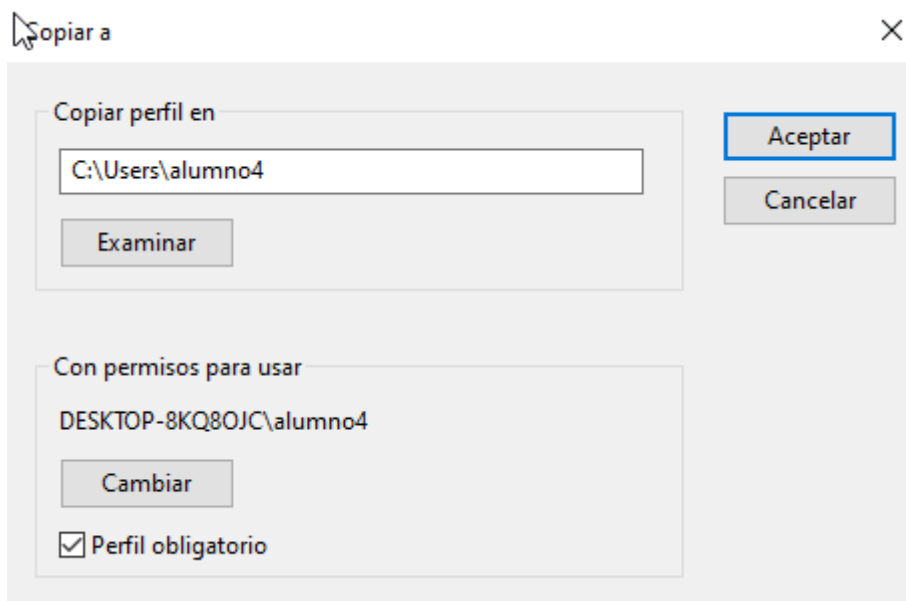 Copiar a
Copiar perfil en
C:\Users\alumno4
Aceptar
Cancelar
Examinar
Con permisos para usar
DESKTOP-8KQ8OJC\alumno4
Cambiar
Perfil obligatorio